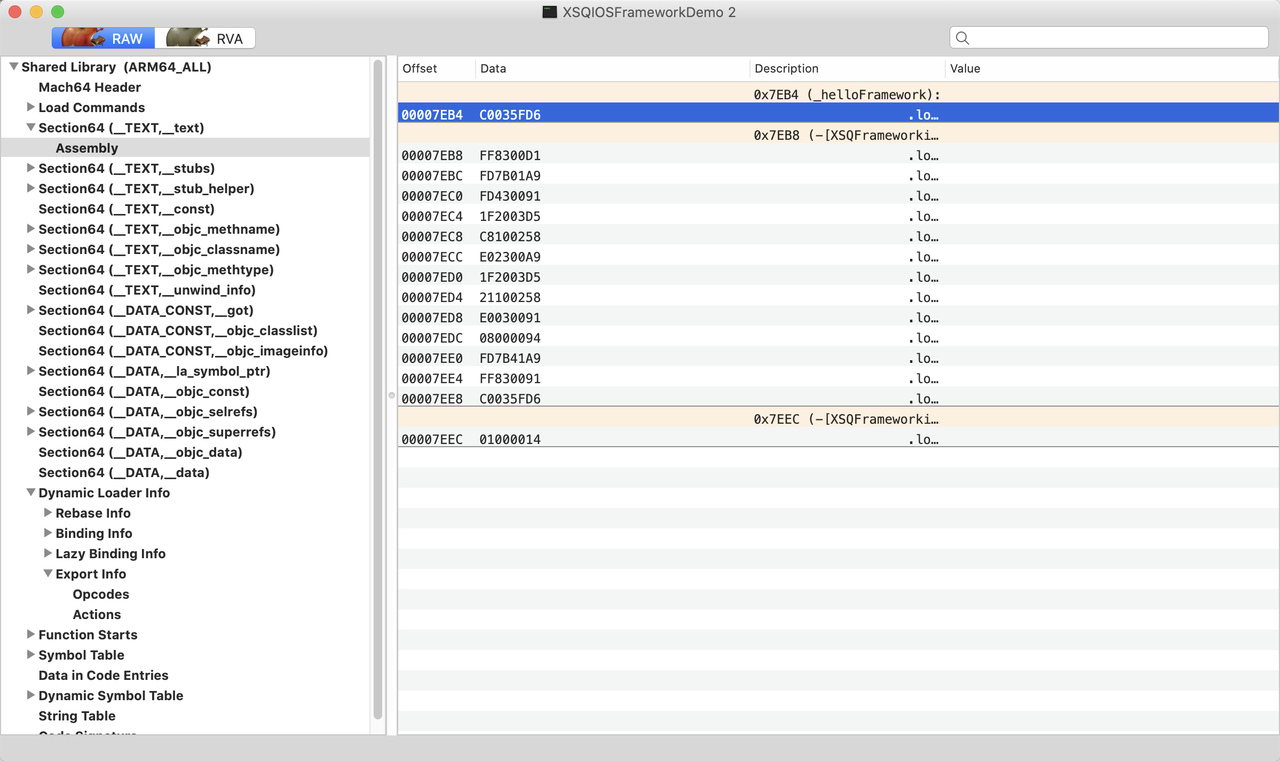 XSQIOSFrameworkDemo 2
RAW RVA
Shared Library (ARM64_ALL)
Mach64 Header
Load Commands
Section64 (__TEXT,__text)
Assembly
Section64 (__TEXT,__stubs)
Section64 (__TEXT,__stub_helper)
Section64 (__TEXT,__const)
Section64 (__TEXT,__objc_methname)
Section64 (__TEXT,__objc_classname)
Section64 (__TEXT,__objc_methtype)
Section64 (__TEXT,__unwind_info)
Section64 (__DATA_CONST,__got)
Section64 (__DATA_CONST,__objc_classlist)
Section64 (__DATA_CONST,__objc_imageinfo)
Section64 (__DATA,__la_symbol_ptr)
Section64 (__DATA,__objc_const)
Section64 (__DATA,__objc_selrefs)
Section64 (__DATA,__objc_superrefs)
Section64 (__DATA,__objc_data)
Section64 (__DATA,__data)
Dynamic Loader Info
Rebase Info
Binding Info
Lazy Binding Info
Export Info
Opcodes
Actions
Function Starts
Symbol Table
Data in Code Entries
Dynamic Symbol Table
String Table
Offset Data Description Value
0x7EB4 (_helloFramework):
00007EB4 C0035FD6 .lo…
0x7EB8 (-[XSQFrameworki…
00007EB8 FF8300D1 .lo…
00007EBC FD7B01A9 .lo…
00007EC0 FD430091 .lo…
00007EC4 1F2003D5 .lo…
00007EC8 C8100258 .lo…
00007ECC E02300A9 .lo…
00007ED0 1F2003D5 .lo…
00007ED4 21100258 .lo…
00007ED8 E0030091 .lo…
00007EDC 08000094 .lo…
00007EE0 FD7B41A9 .lo…
00007EE4 FF830091 .lo…
00007EE8 C0035FD6 .lo…
0x7EEC (-[XSQFrameworki…
00007EEC 01000014 .lo…